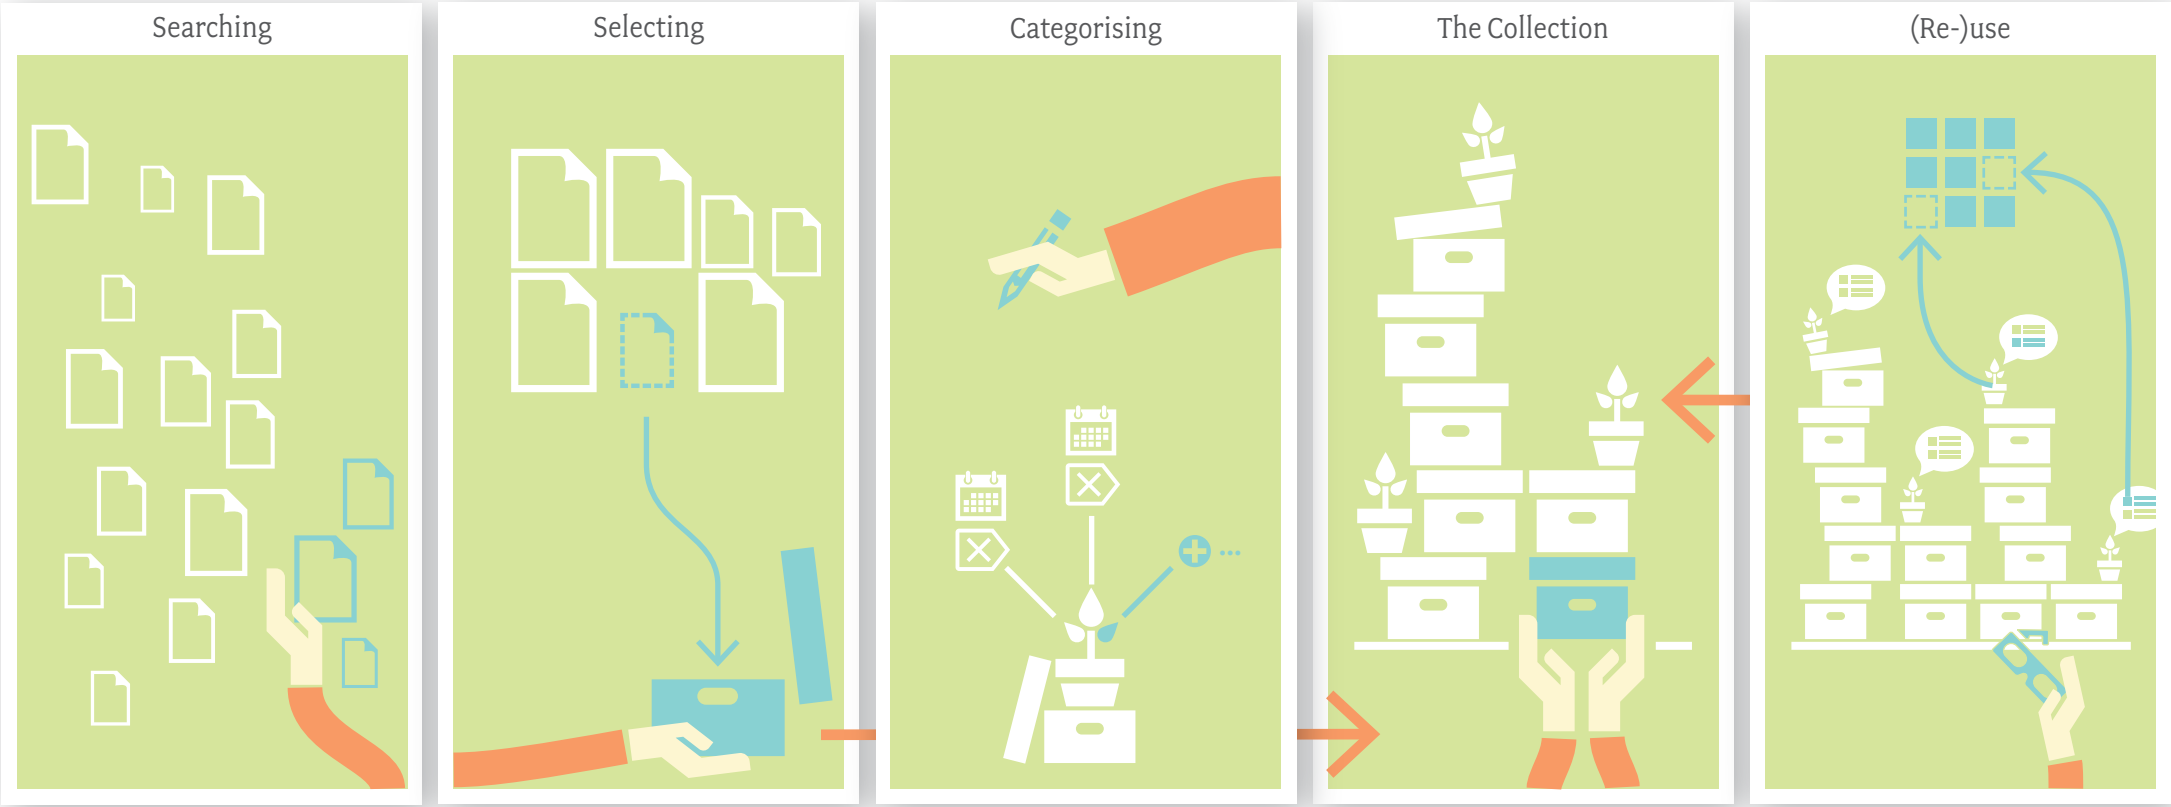 Searching
Selecting
Categorising
The Collection
(Re-)use